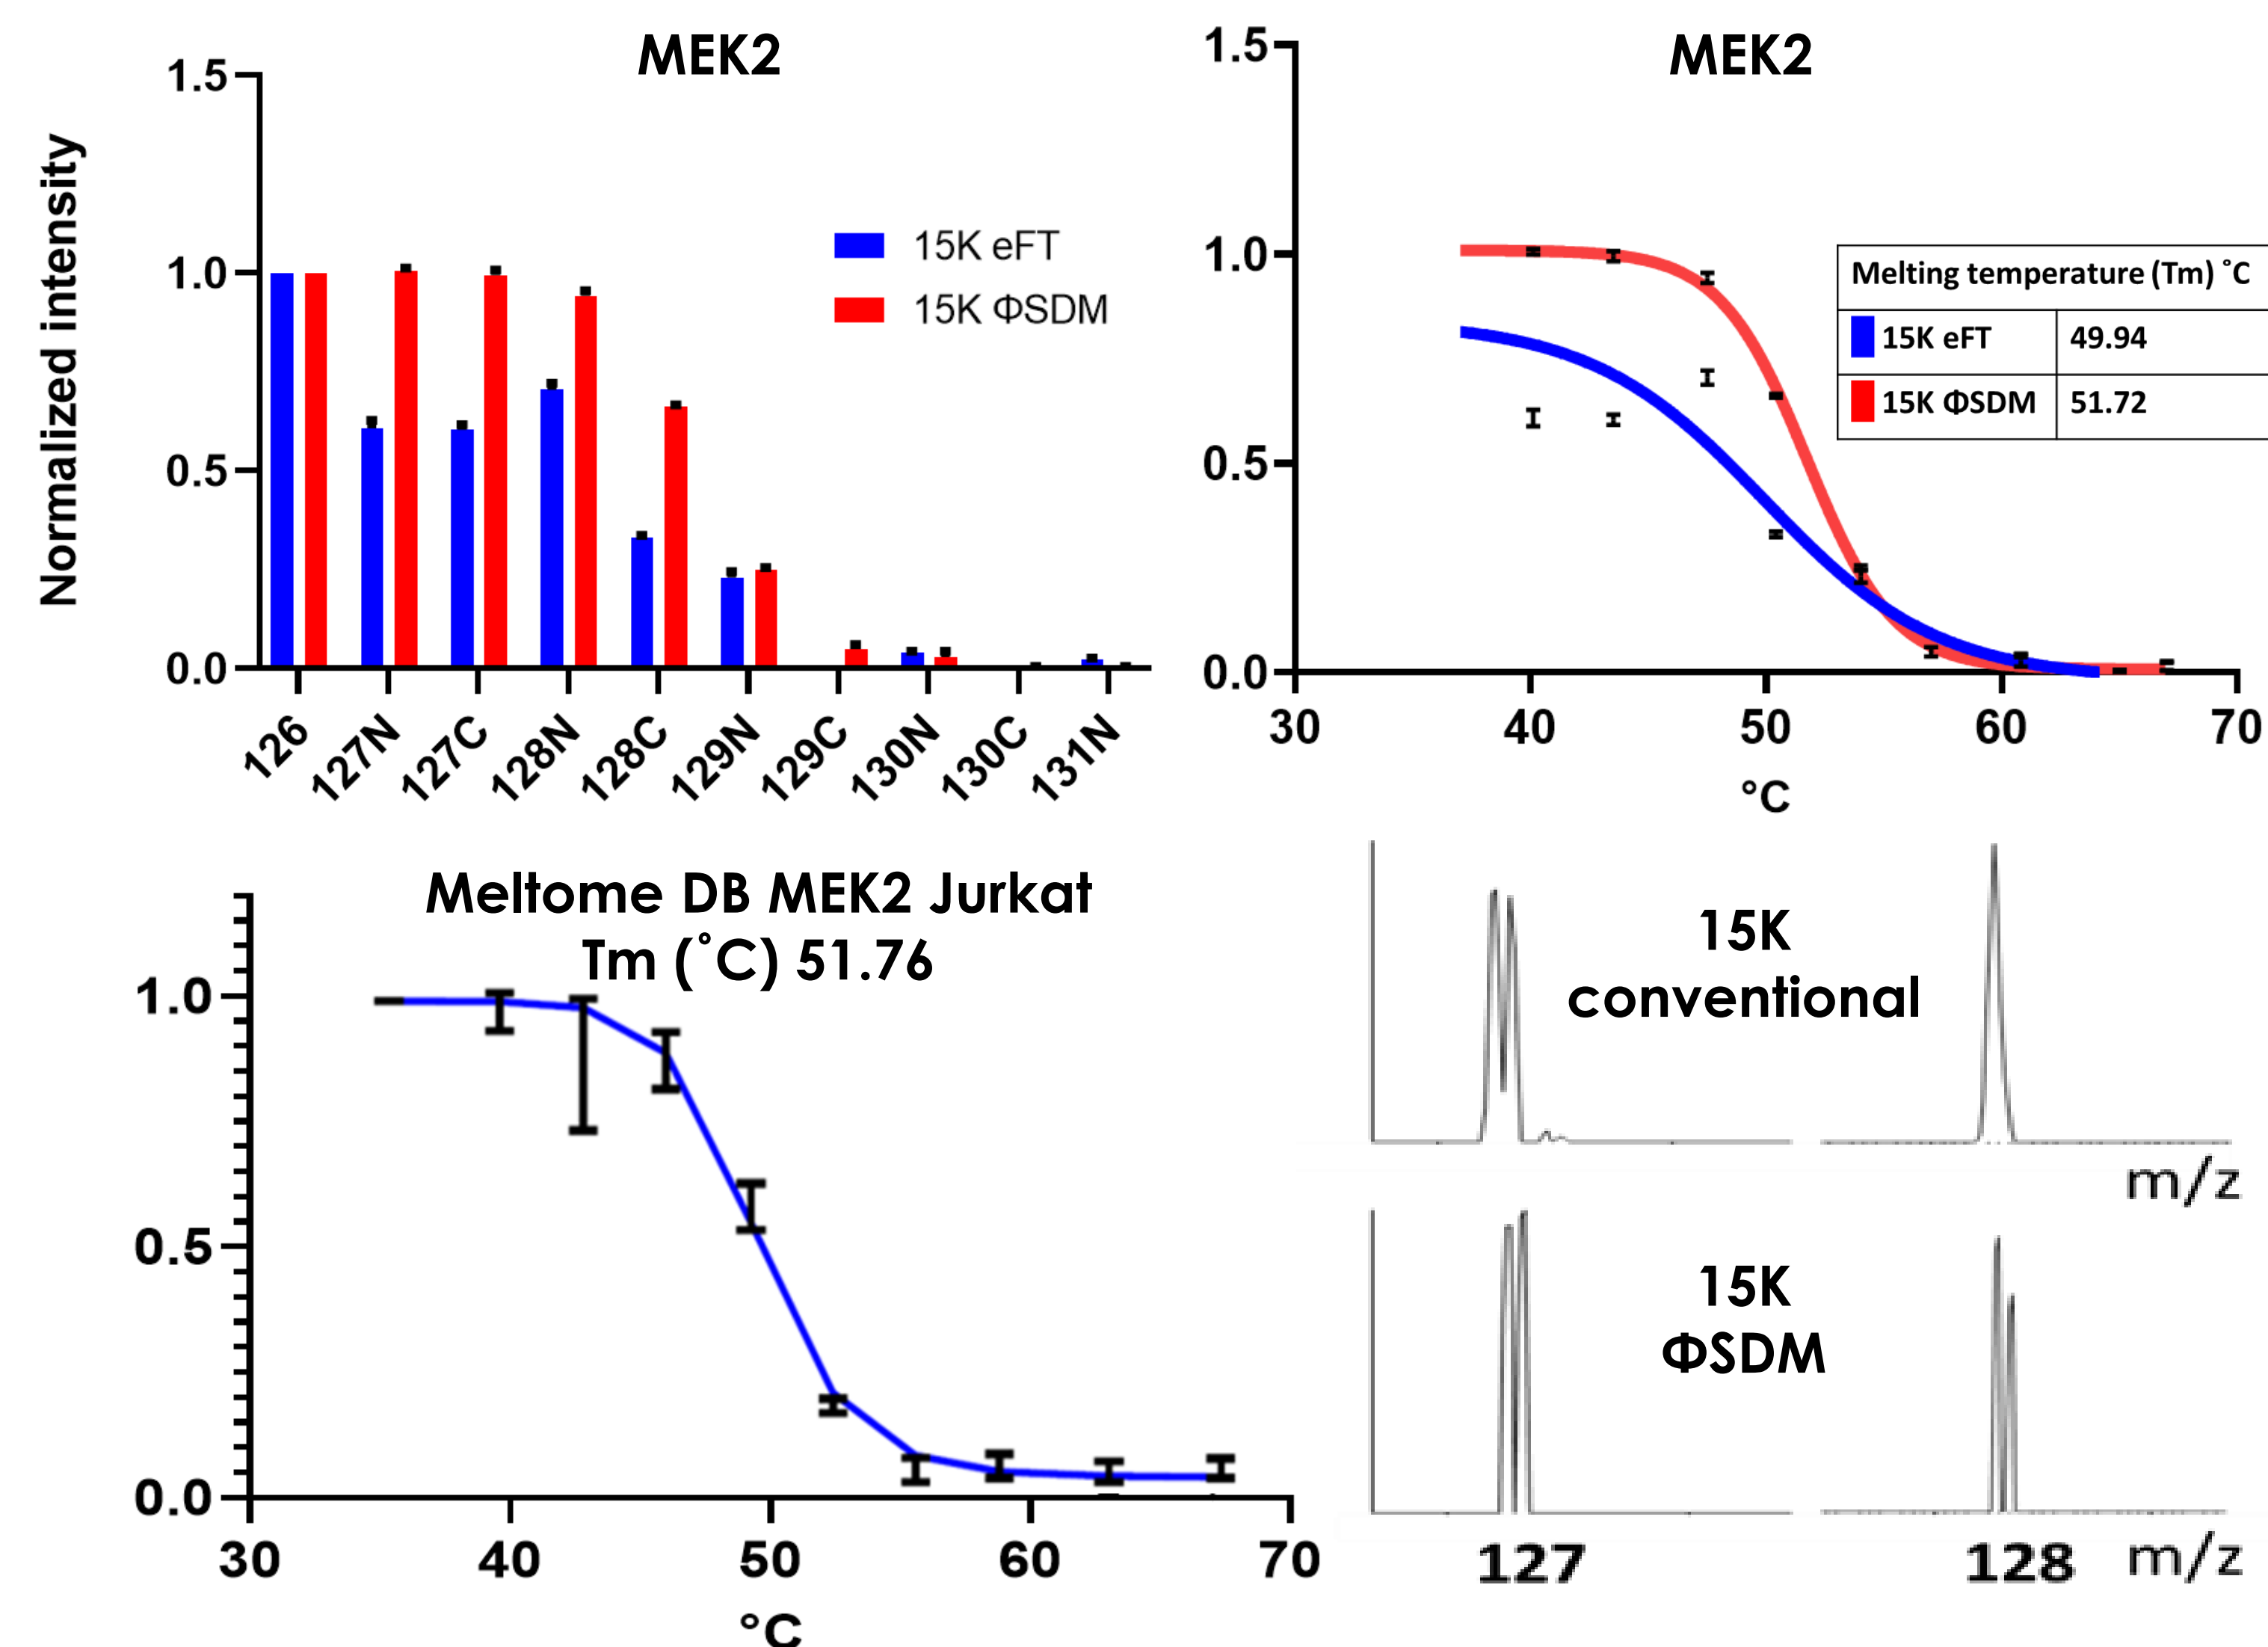 MEK2
1.5
1.0
0.5
0.0
Normalized intensity
15K eFT
15K ΦSDM
126
127N
127C
128N
128C
129N
129C
130N
130C
131N
MEK2
1.5
1.0
0.5
0.0
Melting temperature (Tm) ˚C
15K eFT 49.94
15K ΦSDM 51.72
30 40 50 60 70
°C
Meltome DB MEK2 Jurkat
Tm (˚C) 51.76
1.0
0.5
0.0
30 40 50 60 70
°C
15K
conventional
m/z
15K
ΦSDM
127 128 m/z